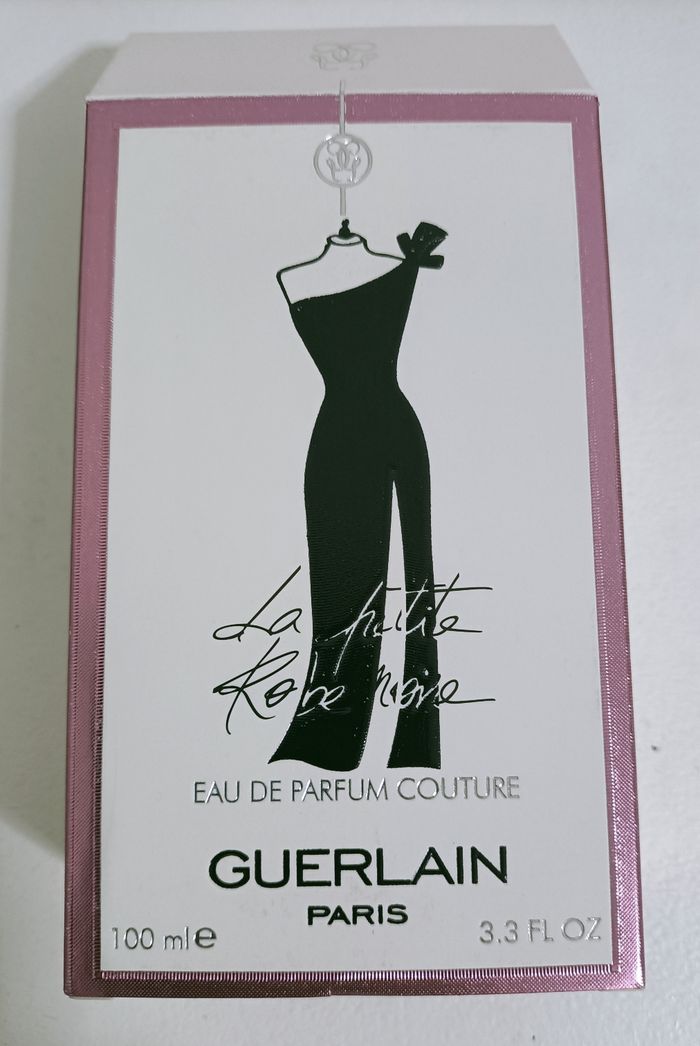 La petite
Robe noire
EAU DE PARFUM COUTURE
GUERLAIN
PARIS
100 ml e
3.3 FL OZ